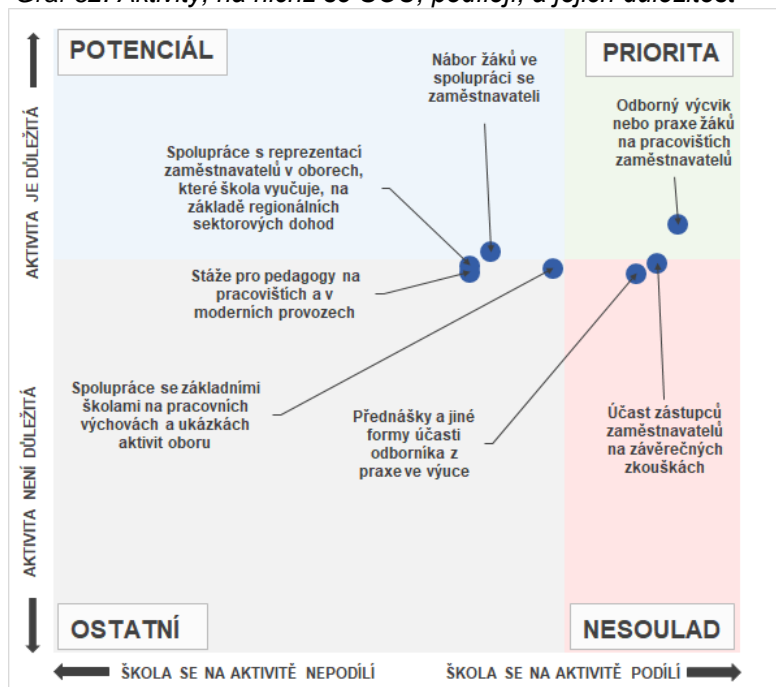 Graf 32: Aktivity, na nichž se SŠO, podílejí, a jejich důležitost
POTENCIÁL
PRIORITA
Nábor žáků ve
spolupráci se
zaměstnavateli
Odborný výcvik
nebo praxe žáků
na pracovištích
zaměstnavatelů
Spolupráce s reprezentací
zaměstnavatelů v oborech,
které škola vyučuje, na
základě regionálních
sektorových dohod
Stáže pro pedagogy na
pracovištích a v
moderních provozech
Spolupráce se základními
školami na pracovních
výchovách a ukázkách
aktivit oboru
Přednášky a jiné
formy účasti
odborníka z
praxe ve výuce
Účast zástupců
zaměstnavatelů
na závěrečných
zkouškách
OSTATNÍ
NESOULAD
AKTIVITA JE DŮLEŽITÁ
AKTIVITA NENÍ DŮLEŽITÁ
ŠKOLA SE NA AKTIVITĚ NEPODÍLÍ
ŠKOLA SE NA AKTIVITĚ PODÍLÍ